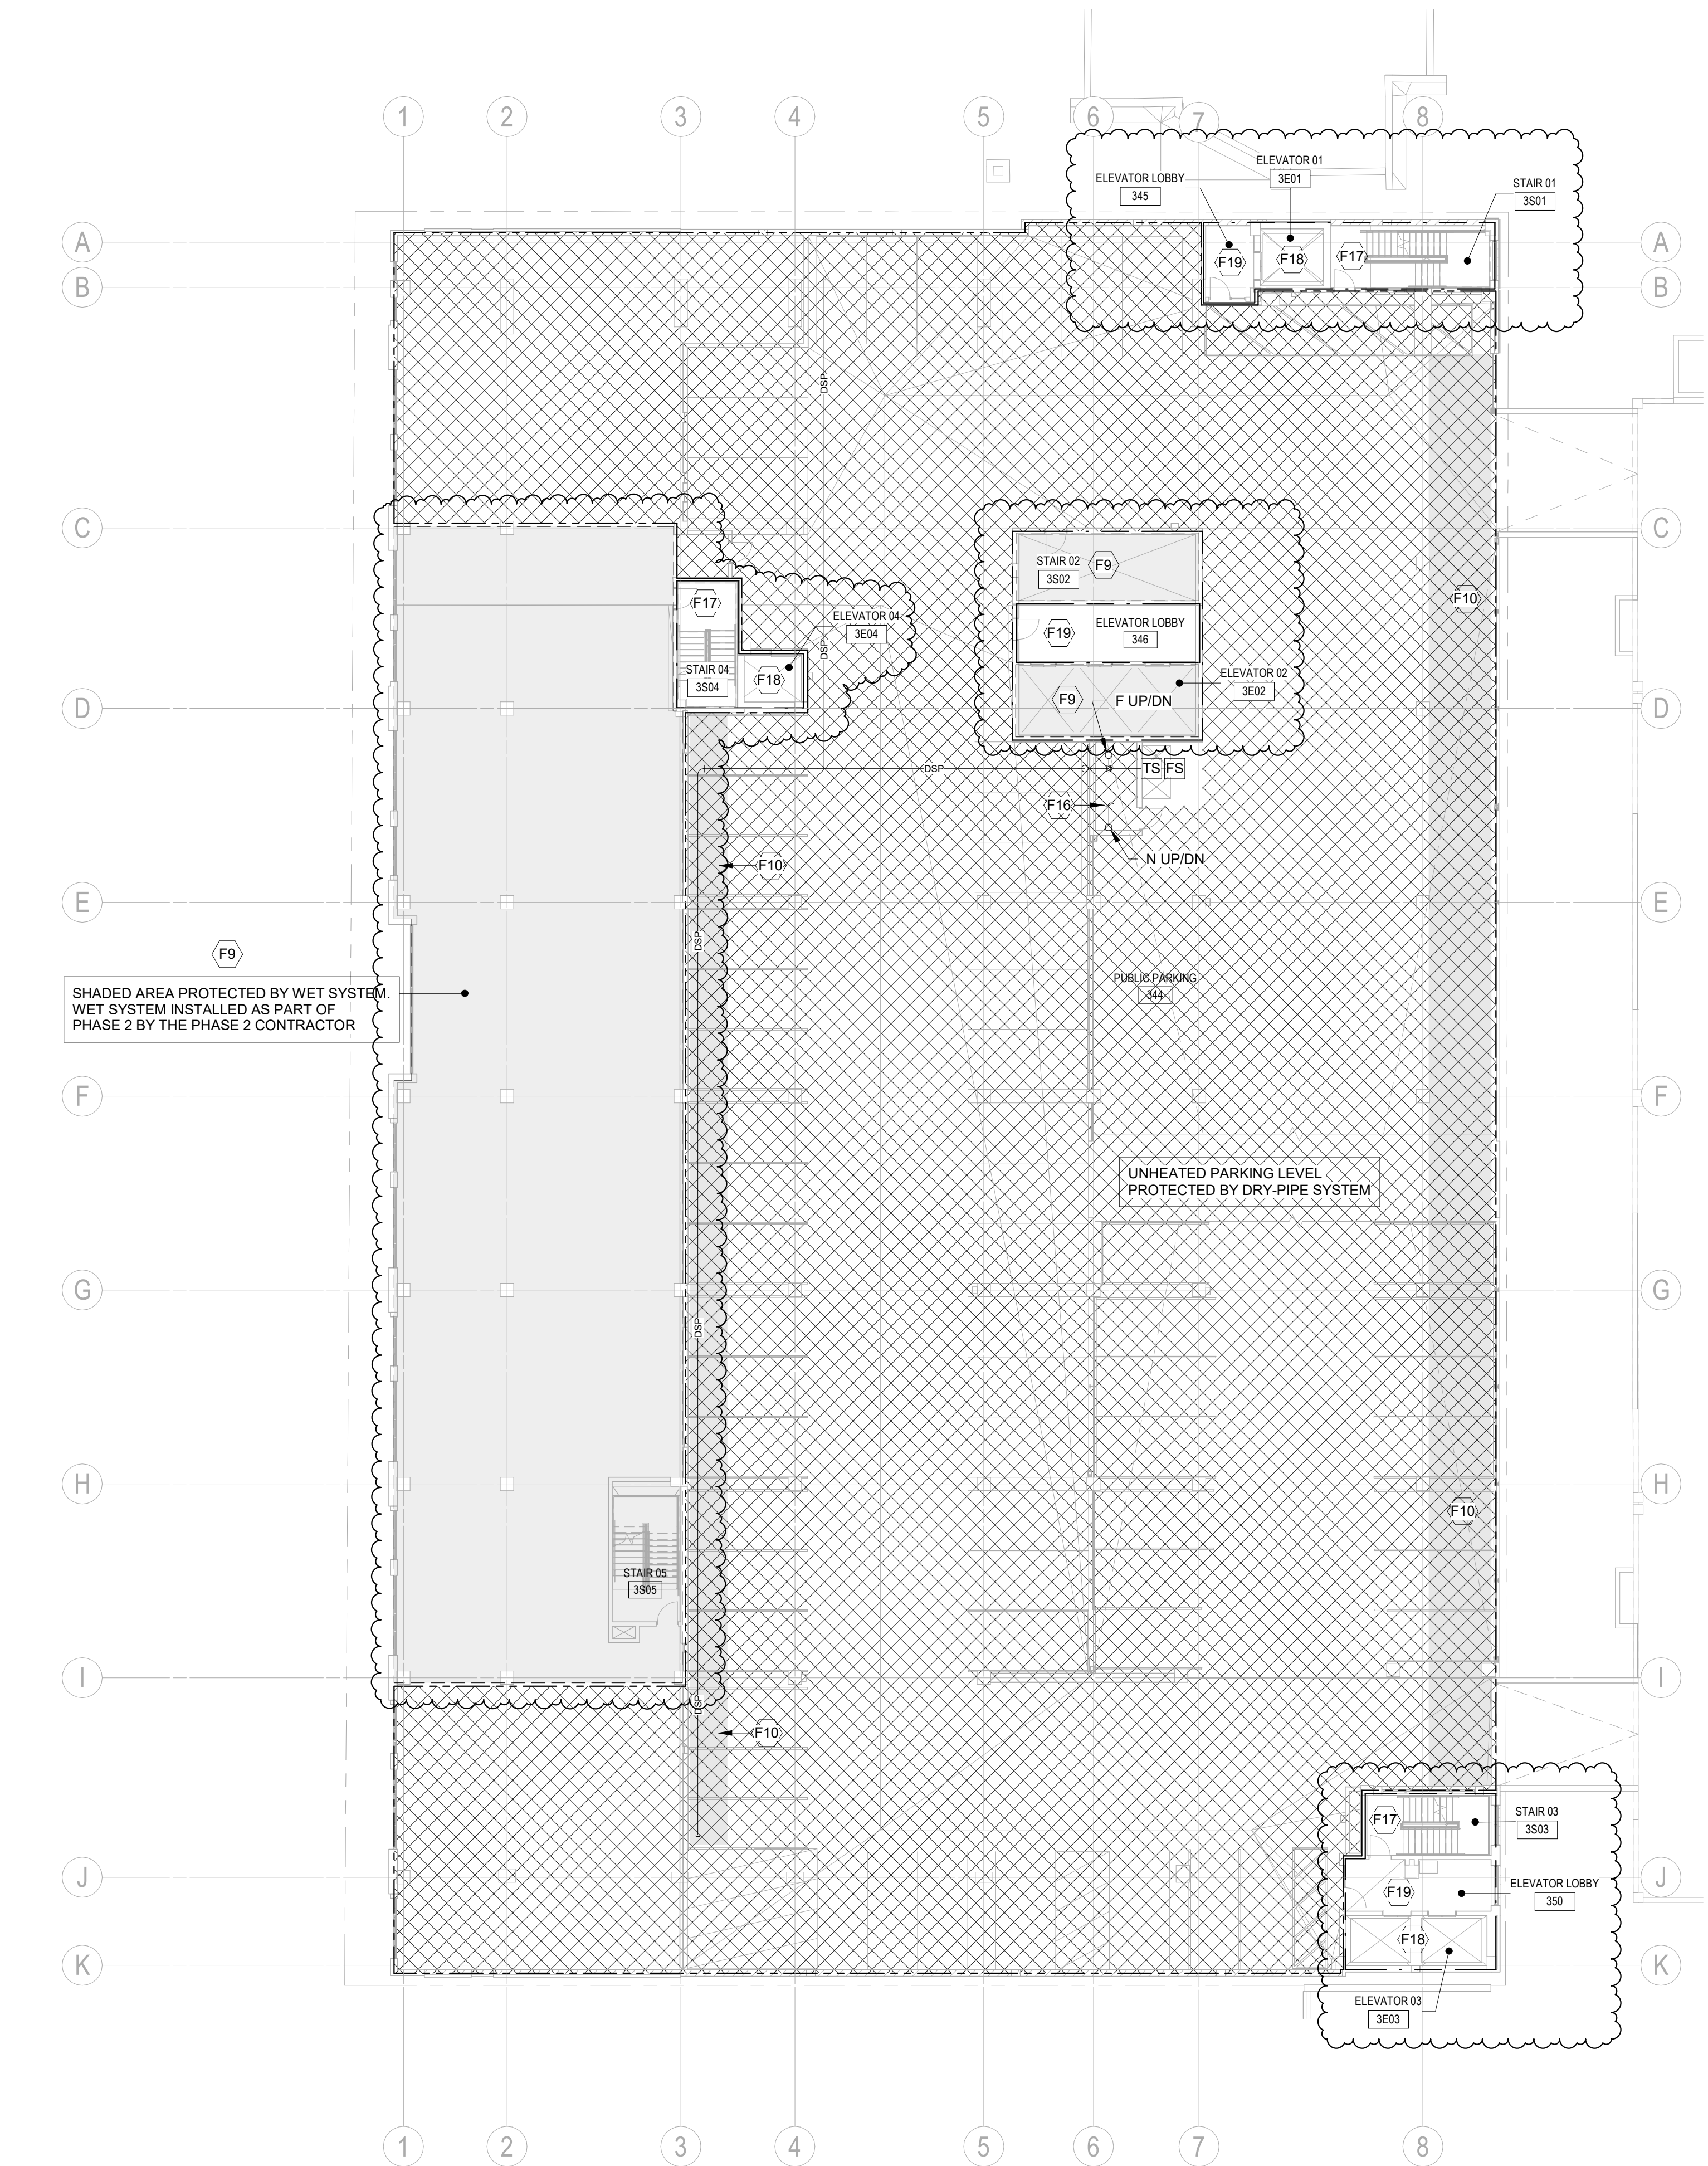 1 2 3 4 5 6 7 8
ELEVATOR 01
3E01
ELEVATOR LOBBY
345
STAIR 01
3S01
A A
F19 F18 F17
B B
DSP
C C
STAIR 02
3S02
F9
F10
F17
ELEVATOR 04
3E04
F19
ELEVATOR LOBBY
346
DSP
STAIR 04
3S04
F18
ELEVATOR 02
3E02
F9
F UP/DN
D D
DSP
TS FS
F16
N UP/DN
F10
E E
DSP
F9
SHADED AREA PROTECTED BY WET SYSTEM.
WET SYSTEM INSTALLED AS PART OF
PHASE 2 BY THE PHASE 2 CONTRACTOR
PUBLIC PARKING
344
F F
UNHEATED PARKING LEVEL
PROTECTED BY DRY-PIPE SYSTEM
G G
DSP
H H
F10
STAIR 05
3S05
I I
DSP
F10
F17
STAIR 03
3S03
J J
F19
ELEVATOR LOBBY
350
F18
K K
ELEVATOR 03
3E03
1 2 3 4 5 6 7 8